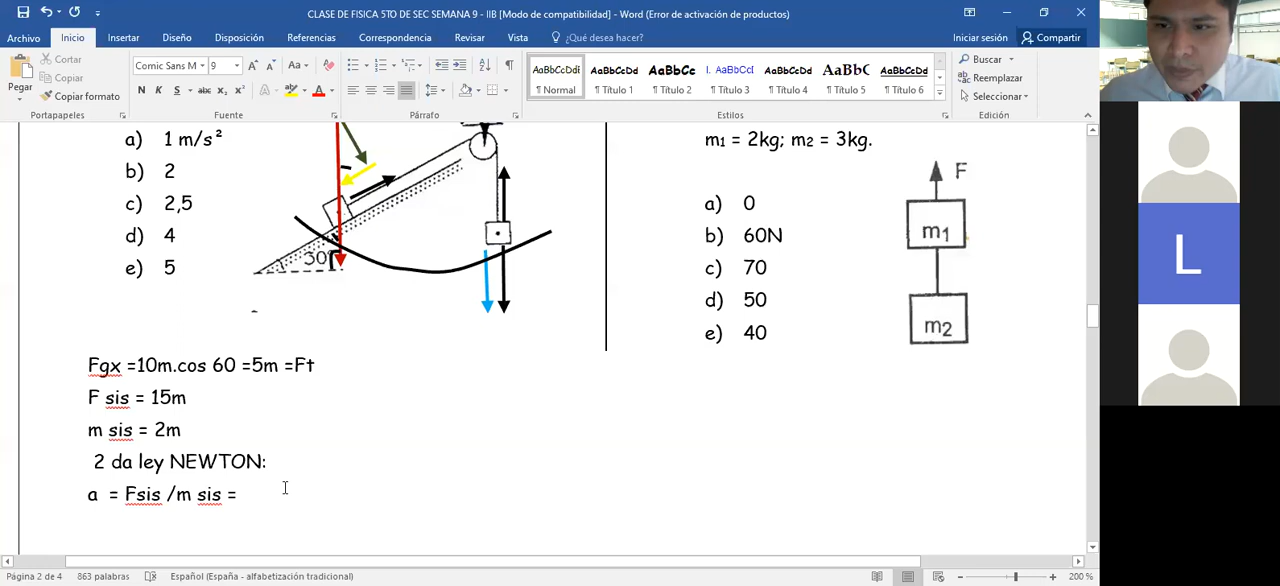 CLASE DE FISICA 5TO DE SEC SEMANA 9 - IIB [Modo de compatibilidad] - Word (Error de activación de productos)
Archivo Inicio Insertar Diseño Disposición Referencias Correspondencia Revisar Vista ¿Qué desea hacer? Iniciar sesión Compartir
Pegar
Cortar
Copiar
Copiar formato
Portapapeles
Comic Sans M 9
N K S abc x₂ x²
Fuente
Párrafo
AaBbCcDdE
¶ Normal
AaBbCcDd
¶ Título 1
AaBbCc
¶ Título 2
I. AaBbCcD
¶ Título 3
AaBbCcDd
¶ Título 4
AaBbC
¶ Título 5
AaBbCcDd
¶ Título 6
Estilos
Buscar
Reemplazar
Seleccionar
Edición
a) 1 m/s²
b) 2
c) 2,5
d) 4
e) 5
30°
m₁ = 2kg; m₂ = 3kg.
a) 0
b) 60N
c) 70
d) 50
e) 40
F
m₁
m₂
Fgx =10m.cos 60 =5m =Ft
F sis = 15m
m sis = 2m
2 da ley NEWTON:
a = Fsis /m sis =
L
Página 2 de 4 863 palabras Español (España - alfabetización tradicional) 200 %